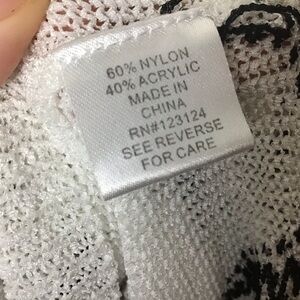 60% NYLON
40% ACRYLIC
MADE IN
CHINA
RN#123124
SEE REVERSE
FOR CARE